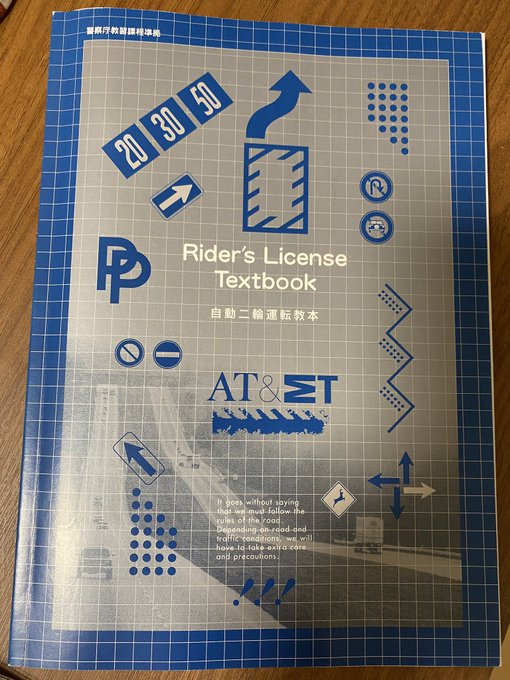 警察庁教習課程準拠
20 30 50
Rider's License
Textbook
自動二輪運転教本
PP
AT & MT
It goes without saying
that we must follow the
rules of the road.
Depending on road and
traffic conditions, we will
have to take extra care
and precautions.
!!!